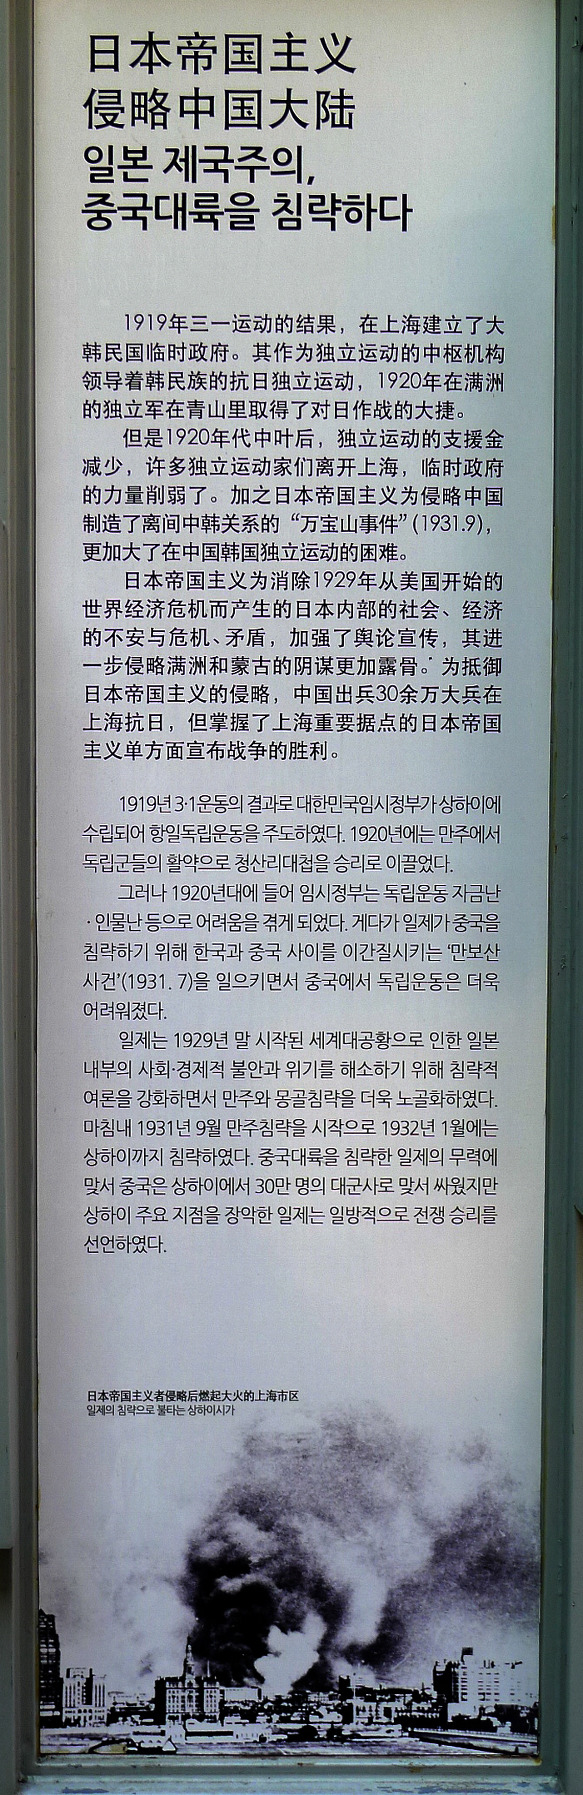 日本帝国主义
侵略中国大陆
일본 제국주의,
중국대륙을 침략하다
1919年三一运动的结果，在上海建立了大
韩民国临时政府。其作为独立运动的中枢机构
领导着韩民族的抗日独立运动，1920年在满洲
的独立军在青山里取得了对日作战的大捷。
但是1920年代中叶后，独立运动的支援金
减少，许多独立运动家们离开上海，临时政府
的力量削弱了。加之日本帝国主义为侵略中国
制造了离间中韩关系的“万宝山事件”(1931.9)，
更加大了在中国韩国独立运动的困难。
日本帝国主义为消除1929年从美国开始的
世界经济危机而产生的日本内部的社会、经济
的不安与危机、矛盾，加强了舆论宣传，其进
一步侵略满洲和蒙古的阴谋更加露骨。为抵御
日本帝国主义的侵略，中国出兵30余万大兵在
上海抗日，但掌握了上海重要据点的日本帝国
主义单方面宣布战争的胜利。
1919년 3·1운동의 결과로 대한민국임시정부가 상하이에
수립되어 항일독립운동을 주도하였다. 1920년에는 만주에서
독립군들의 활약으로 청산리대첩을 승리로 이끌었다.
그러나 1920년대에 들어 임시정부는 독립운동 자금난
·인물난 등으로 어려움을 겪게 되었다. 게다가 일제가 중국을
침략하기 위해 한국과 중국 사이를 이간질시키는 ‘만보산
사건’(1931. 7)을 일으키면서 중국에서 독립운동은 더욱
어려워졌다.
일제는 1929년 말 시작된 세계대공황으로 인한 일본
내부의 사회·경제적 불안과 위기를 해소하기 위해 침략적
여론을 강화하면서 만주와 몽골침략을 더욱 노골화하였다.
마침내 1931년 9월 만주침략을 시작으로 1932년 1월에는
상하이까지 침략하였다. 중국대륙을 침략한 일제의 무력에
맞서 중국은 상하이에서 30만 명의 대군사로 맞서 싸웠지만
상하이 주요 지점을 장악한 일제는 일방적으로 전쟁 승리를
선언하였다.
日本帝国主义者侵略后燃起大火的上海市区
일제의 침략으로 불타는 상하이시가